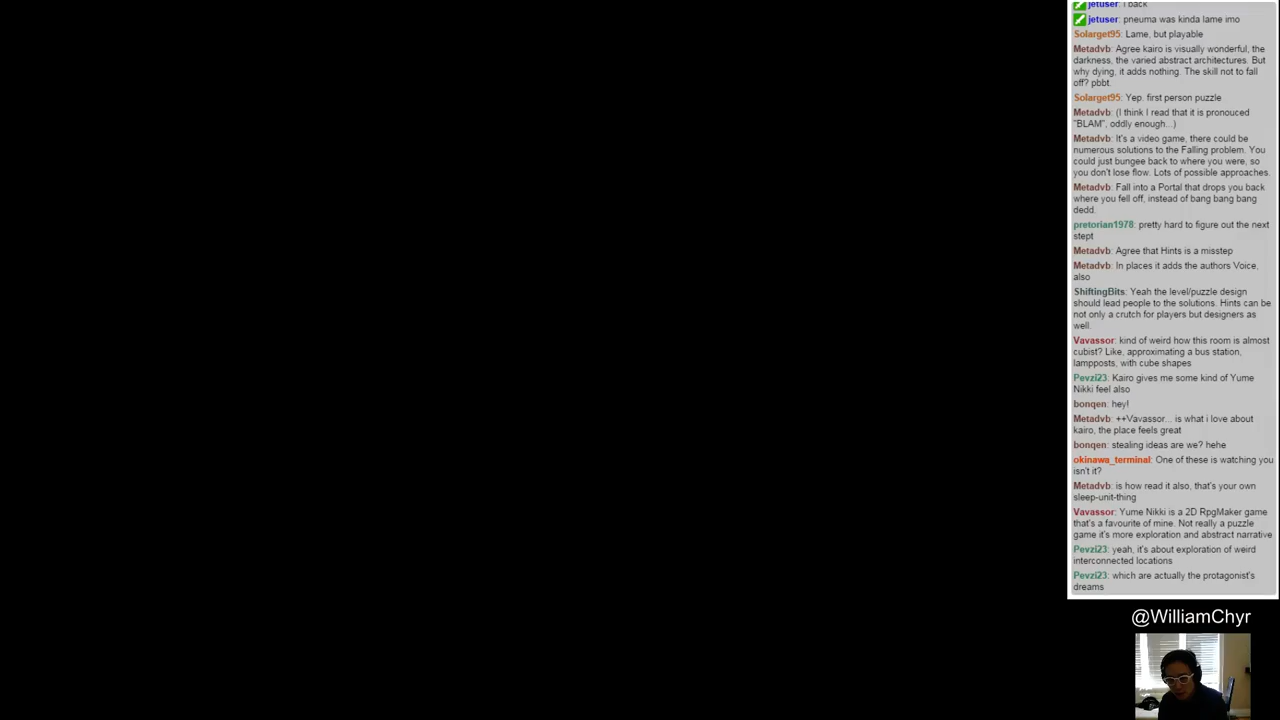 jetuser: I back
jetuser: pneuma was kinda lame imo
Solarget95: Lame, but playable
Metadvb: Agree kairo is visually wonderful, the
darkness, the varied abstract architectures. But
why dying, it adds nothing. The skill not to fall
off? pbbt.
Solarget95: Yep. first person puzzle
Metadvb: (I think I read that it is pronouced
"BLAM", oddly enough...)
Metadvb: It's a video game, there could be
numerous solutions to the Falling problem. You
could just bungee back to where you were, so
you don't lose flow. Lots of possible approaches.
Metadvb: Fall into a Portal that drops you back
where you fell off, instead of bang bang bang
dedd.
pretorian1978: pretty hard to figure out the next
stept
Metadvb: Agree that Hints is a misstep
Metadvb: In places it adds the authors Voice,
also
ShiftingBits: Yeah the level/puzzle design
should lead people to the solutions. Hints can be
not only a crutch for players but designers as
well.
Vavassor: kind of weird how this room is almost
cubist? Like, approximating a bus station,
lampposts, with cube shapes
Pevzi23: Kairo gives me some kind of Yume
Nikki feel also
bonqen: hey!
Metadvb: ++Vavassor... is what i love about
kairo, the place feels great
bonqen: stealing ideas are we? hehe
okinawa_terminal: One of these is watching you
isn't it?
Metadvb: is how read it also, that's your own
sleep-unit-thing
Vavassor: Yume Nikki is a 2D RpgMaker game
that's a favourite of mine. Not really a puzzle
game it's more exploration and abstract narrative
Pevzi23: yeah, it's about exploration of weird
interconnected locations
Pevzi23: which are actually the protagonist's
dreams
@WilliamChyr